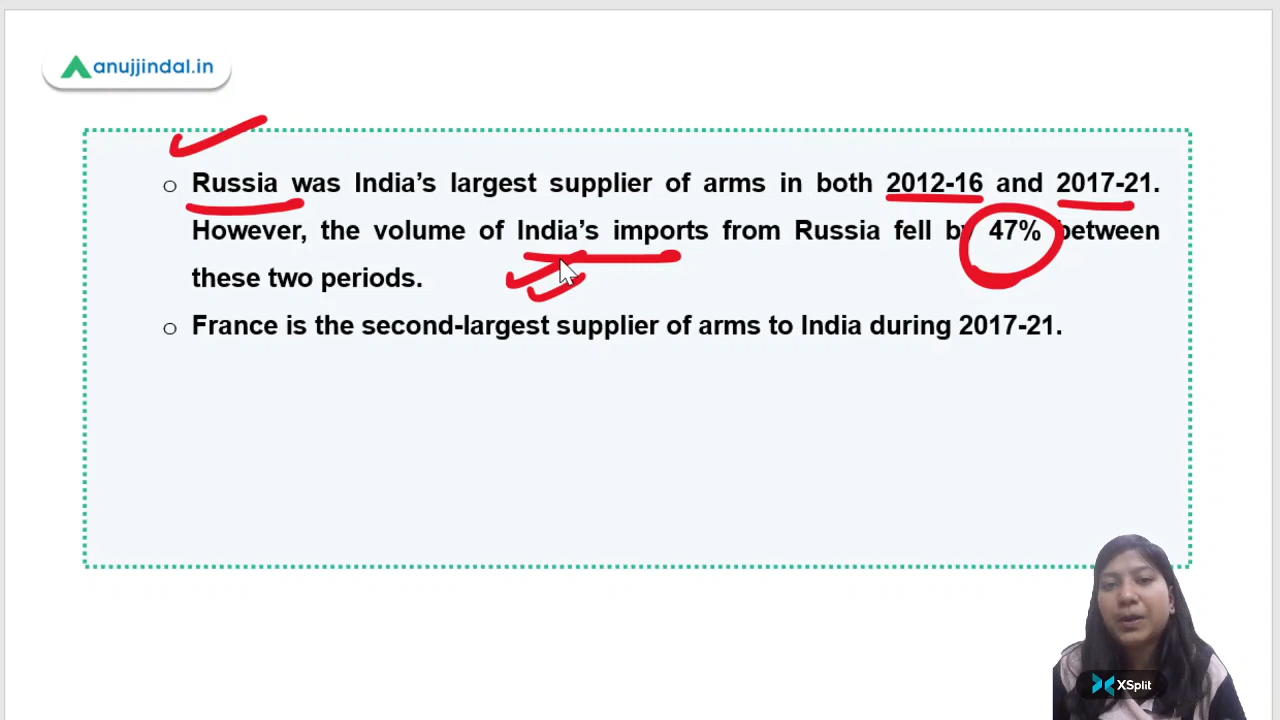 anujjindal.in
Russia was India's largest supplier of arms in both 2012-16 and 2017-21.
However, the volume of India's imports from Russia fell by 47% between
these two periods.
France is the second-largest supplier of arms to India during 2017-21.
XSplit